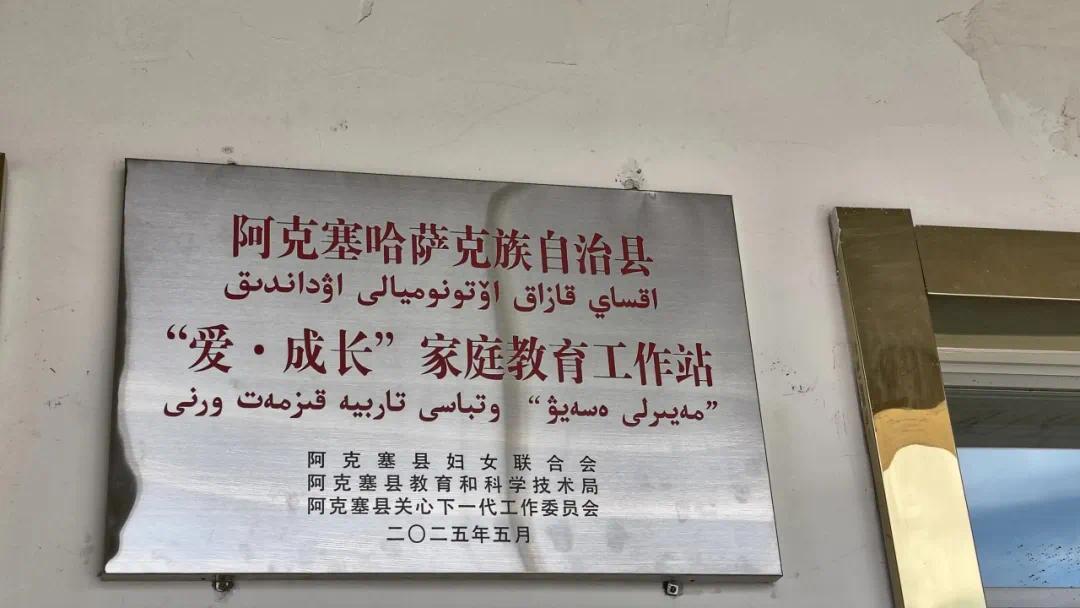 阿克塞哈萨克族自治县
اقساي قازاق اۆتونوميالى اۋداندىق
“爱·成长”家庭教育工作站
”مەيىرلى ەسەيۋ“ وتباسى تاربيە قىزمەت ورنى
阿克塞县妇女联合会
阿克塞县教育和科学技术局
阿克塞县关心下一代工作委员会
二〇二五年五月